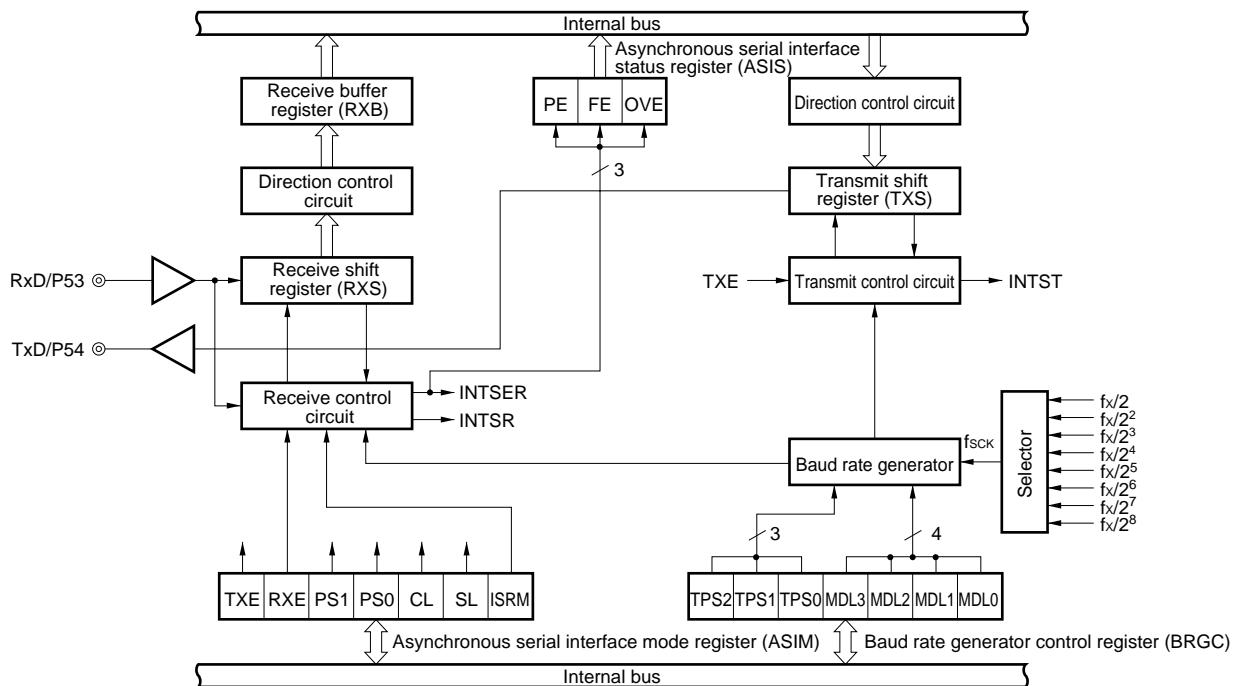 Internal bus
Asynchronous serial interface
status register (ASIS)
Receive buffer
register (RXB)
PE FE OVE
Direction control circuit
3
Direction control
circuit
Transmit shift
register (TXS)
RxD/P53
Receive shift
register (RXS)
TXE
Transmit control circuit
INTST
TxD/P54
Receive control
circuit
INTSER
INTSR
Baud rate generator
fSCK
Selector
fX/2
fX/2²
fX/2³
fX/2⁴
fX/2⁵
fX/2⁶
fX/2⁷
fX/2⁸
3
4
TXE RXE PS1 PS0 CL SL ISRM
TPS2 TPS1 TPS0 MDL3 MDL2 MDL1 MDL0
Asynchronous serial interface mode register (ASIM)
Baud rate generator control register (BRGC)
Internal bus